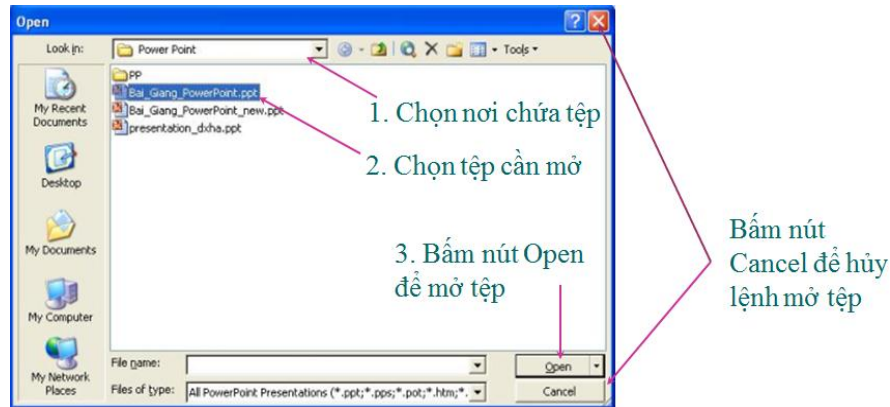 Open
Look in:
Power Point
Tools
My Recent
Documents
Desktop
My Documents
My Computer
My Network
Places
PP
Bai_Giang_PowerPoint.ppt
Bai_Giang_PowerPoint_new.ppt
presentation_dxha.ppt
1. Chọn nơi chứa tệp
2. Chọn tệp cần mở
3. Bấm nút Open
để mở tệp
Bấm nút
Cancel để hủy
lệnh mở tệp
File name:
Open
Files of type:
All PowerPoint Presentations (*.ppt;*.pps;*.pot;*.htm;*.
Cancel